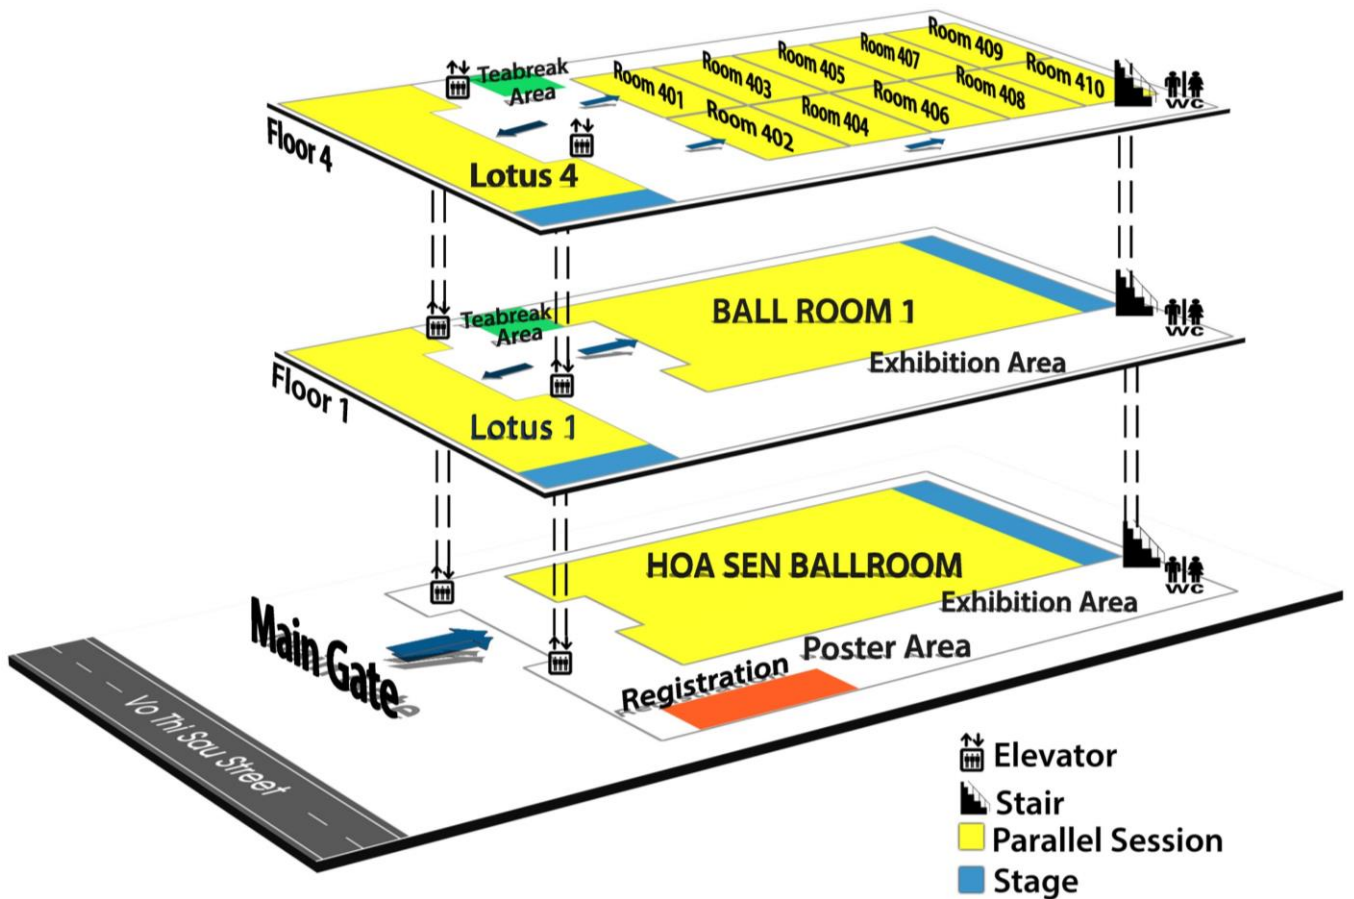 Teabreak
Area
Room 401
Room 403
Room 405
Room 407
Room 409
Room 402
Room 404
Room 406
Room 408
Room 410
WC
Floor 4
Lotus 4
Teabreak
Area
BALL ROOM 1
WC
Exhibition Area
Floor 1
Lotus 1
HOA SEN BALLROOM
WC
Exhibition Area
Main Gate
Poster Area
Registration
Vo Thi Sau Street
Elevator
Stair
Parallel Session
Stage